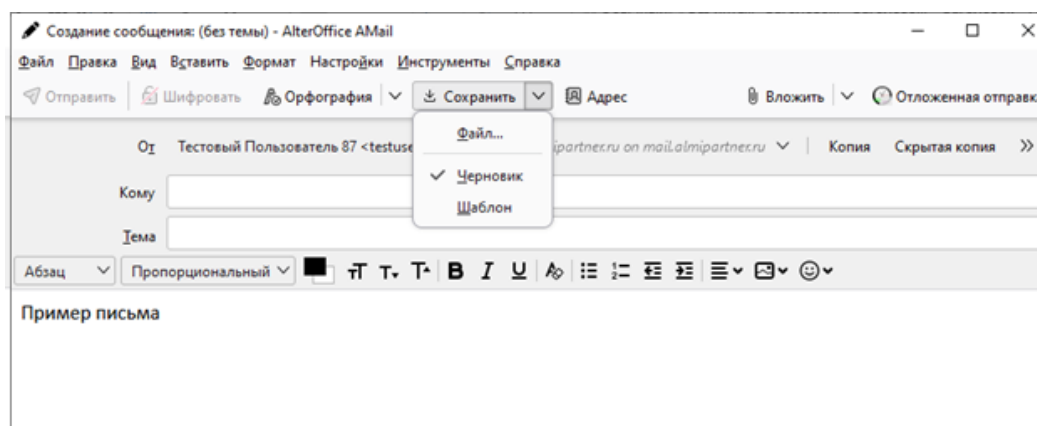 Создание сообщения: (без темы) - AlterOffice AMail
Файл Правка Вид Вставить Формат Настройки Инструменты Справка
Отправить Шифровать Орфография Сохранить Адрес Вложить Отложенная отправк
Файл...
От Тестовый Пользователь 87 <testuse ipartner.ru on mail.almipartner.ru Копия Скрытая копия
Черновик
Кому
Шаблон
Тема
Абзац Пропорциональный
Пример письма